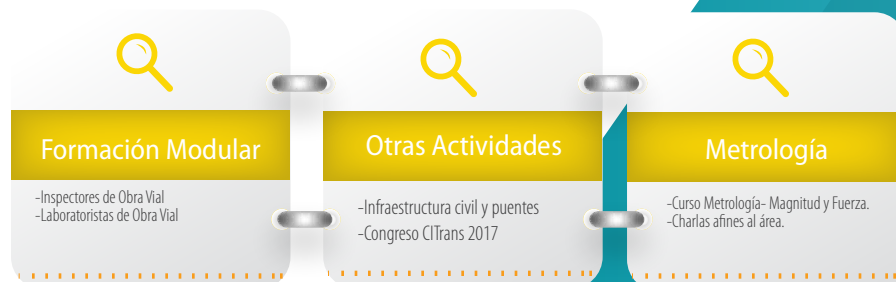 Formación Modular
-Inspectores de Obra Vial
-Laboratoristas de Obra Vial
Otras Actividades
-Infraestructura civil y puentes
-Congreso CITrans 2017
Metrología
-Curso Metrología- Magnitud y Fuerza.
-Charlas afines al área.